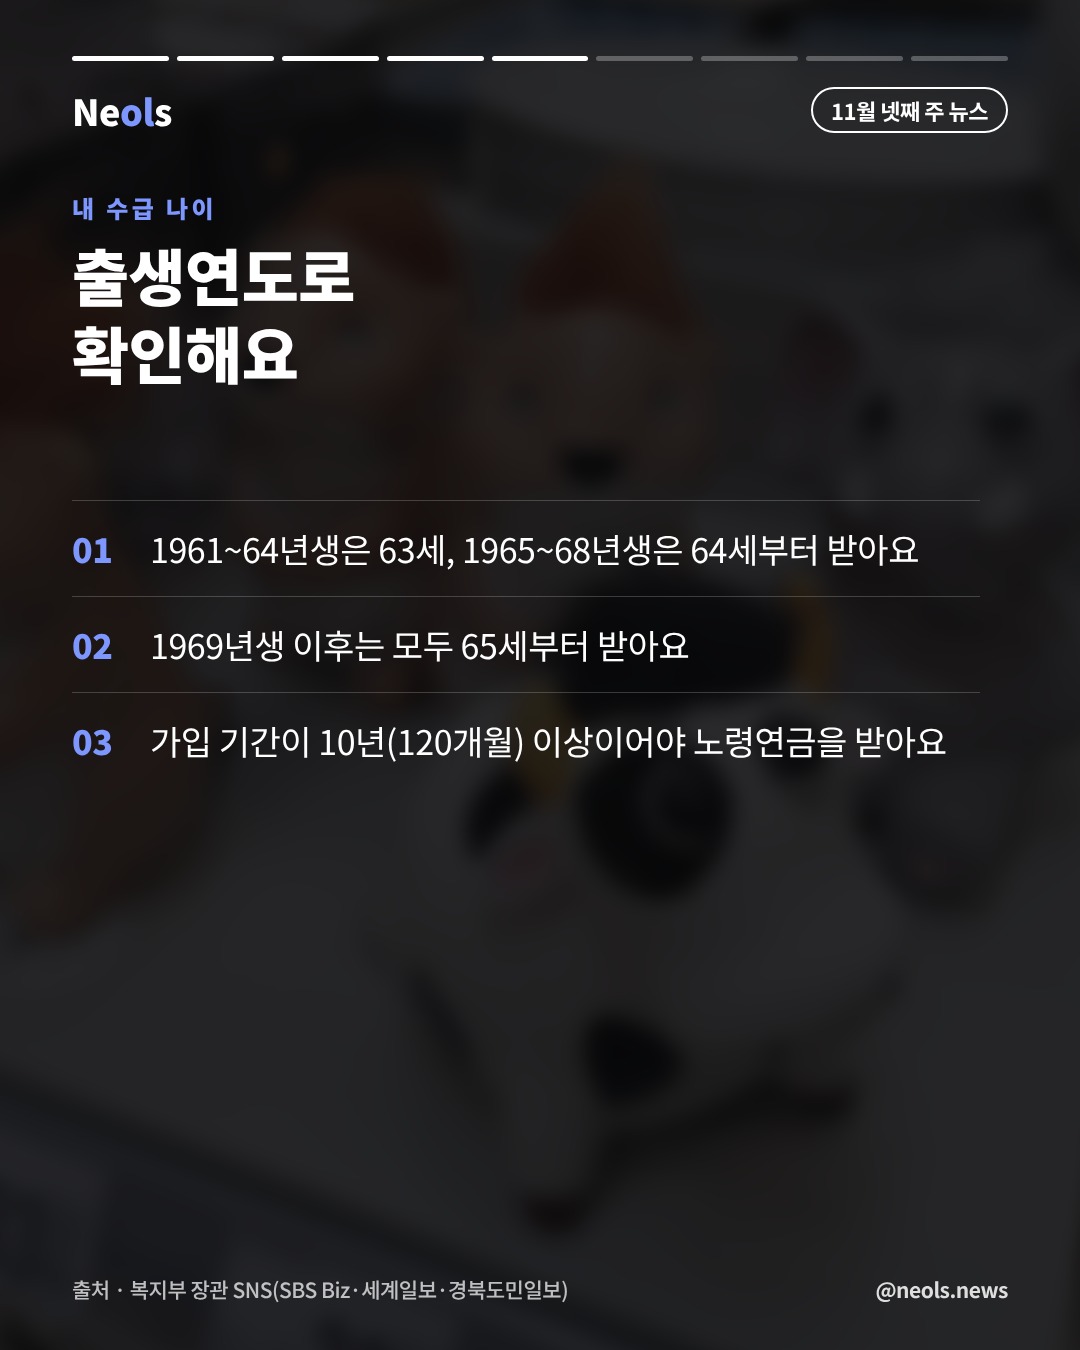 Neols
11월 넷째 주 뉴스
내 수급 나이
출생연도로
확인해요
01 1961~64년생은 63세, 1965~68년생은 64세부터 받아요
02 1969년생 이후는 모두 65세부터 받아요
03 가입 기간이 10년(120개월) 이상이어야 노령연금을 받아요
출처 · 복지부 장관 SNS(SBS Biz·세계일보·경북도민일보)
@neols.news